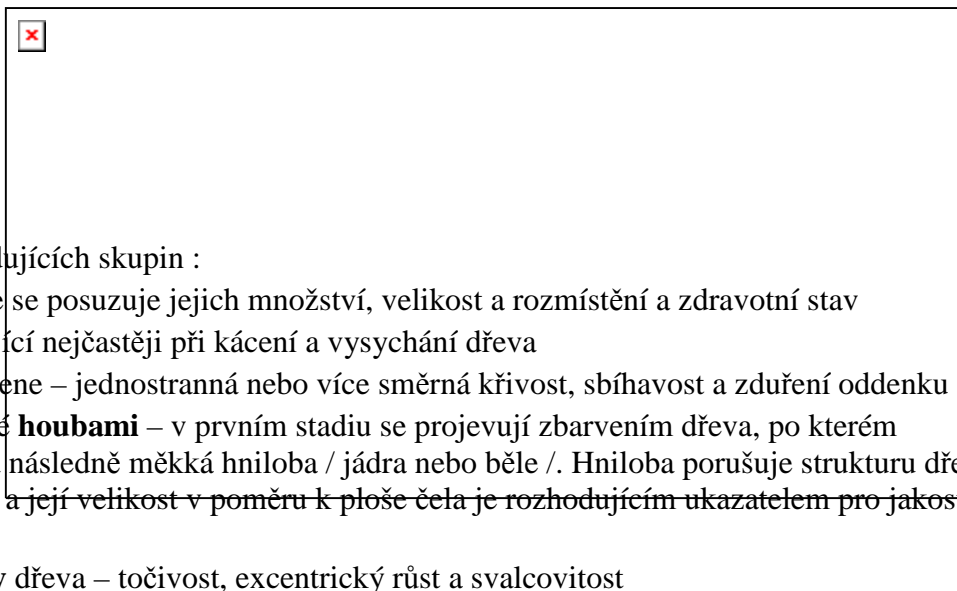 dujících skupin :
se posuzuje jejich množství, velikost a rozmístění a zdravotní stav
ící nejčastěji při kácení a vysychání dřeva
ene – jednostranná nebo více směrná křivost, sbíhavost a zduření oddenku
é houbami – v prvním stadiu se projevují zbarvením dřeva, po kterém
následně měkká hniloba / jádra nebo běle /. Hniloba porušuje strukturu dře
a její velikost v poměru k ploše čela je rozhodujícím ukazatelem pro jakos
y dřeva – točivost, excentrický růst a svalcovitost